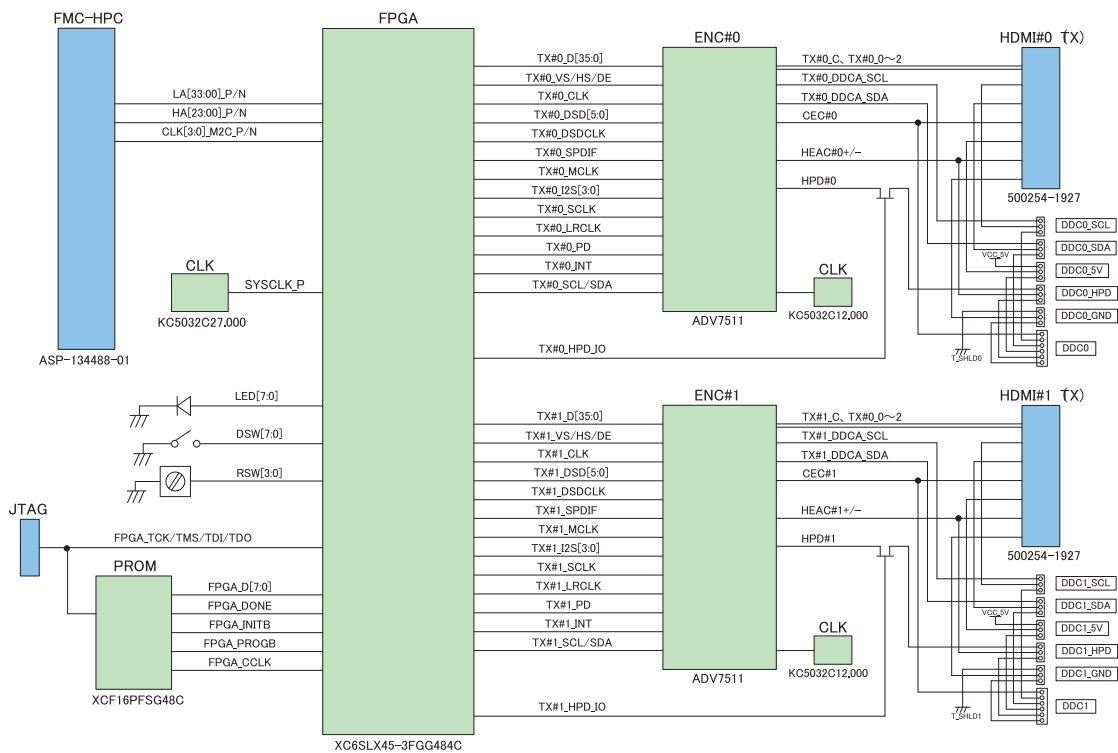 FMC-HPC
LA[33:00]_P/N
HA[23:00]_P/N
CLK[3:0]_M2C_P/N
ASP-134488-01
CLK
SYSCLK_P
KC5032C27.000
LED[7:0]
DSW[7:0]
RSW[3:0]
JTAG
FPGA_TCK/TMS/TDI/TDO
PROM
FPGA_D[7:0]
FPGA_DONE
FPGA_INITB
FPGA_PROGB
FPGA_CCLK
XCF16PFSG48C
FPGA
XC6SLX45-3FGG484C
TX#0_D[35:0]
TX#0_VS/HS/DE
TX#0_CLK
TX#0_DSD[5:0]
TX#0_DSDCLK
TX#0_SPDIF
TX#0_MCLK
TX#0_I2S[3:0]
TX#0_SCLK
TX#0_LRCLK
TX#0_PD
TX#0_INT
TX#0_SCL/SDA
TX#0_HPD_IO
ENC#0
ADV7511
TX#0_C、TX#0_0～2
TX#0_DDCA_SCL
TX#0_DDCA_SDA
CEC#0
HEAC#0+/-
HPD#0
CLK
KC5032C12.000
HDMI#0 (TX)
500254-1927
DDC0_SCL
DDC0_SDA
VCC_5V
DDC0_5V
DDC0_HPD
DDC0_GND
T_SHLD0
DDC0
TX#1_D[35:0]
TX#1_VS/HS/DE
TX#1_CLK
TX#1_DSD[5:0]
TX#1_DSDCLK
TX#1_SPDIF
TX#1_MCLK
TX#1_I2S[3:0]
TX#1_SCLK
TX#1_LRCLK
TX#1_PD
TX#1_INT
TX#1_SCL/SDA
TX#1_HPD_IO
ENC#1
ADV7511
TX#1_C、TX#1_0～2
TX#1_DDCA_SCL
TX#1_DDCA_SDA
CEC#1
HEAC#1+/-
HPD#1
CLK
KC5032C12.000
HDMI#1 (TX)
500254-1927
DDC1_SCL
DDC1_SDA
VCC_5V
DDC1_5V
DDC1_HPD
DDC1_GND
T_SHLD1
DDC1